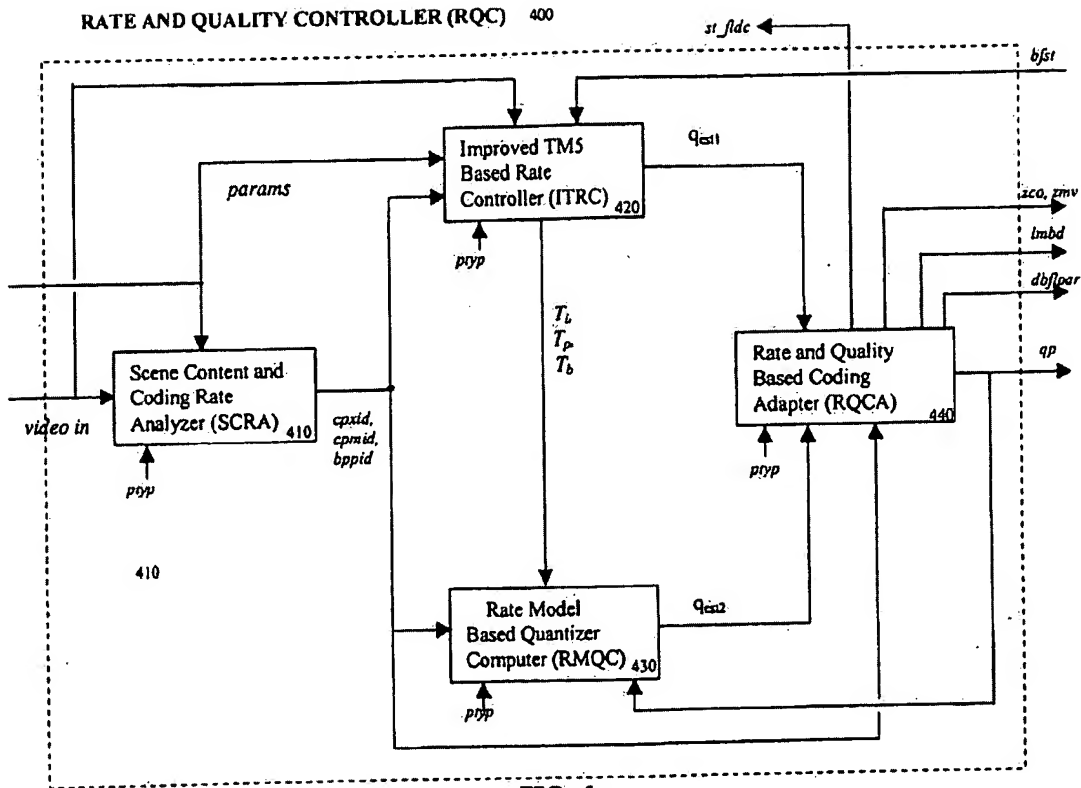 RATE AND QUALITY CONTROLLER (RQC) 400
st_fldc
bfst
Improved TM5
Based Rate
Controller (ITRC)
420
qest1
params
zco, zmv
lmbd
dbflpar
ptyp
Ti,
Tp,
Tb
Rate and Quality
Based Coding
Adapter (RQCA)
440
qp
Scene Content and
Coding Rate
Analyzer (SCRA)
410
video in
cpxid,
cpmid,
bppid
ptyp
ptyp
410
Rate Model
Based Quantizer
Computer (RMQC)
430
qest2
ptyp